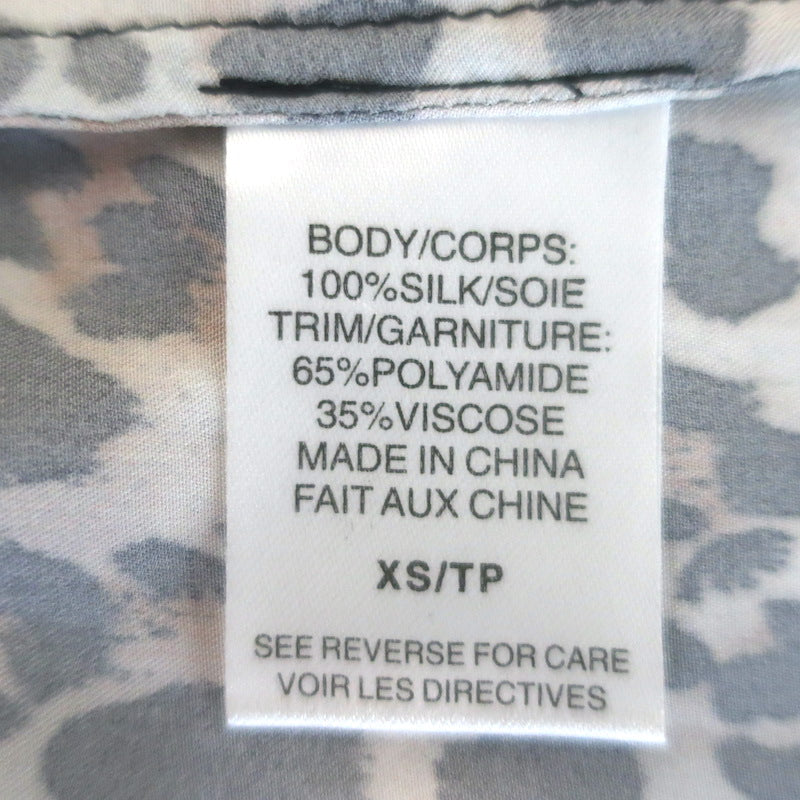 BODY/CORPS:
100%SILK/SOIE
TRIM/GARNITURE:
65%POLYAMIDE
35%VISCOSE
MADE IN CHINA
FAIT AUX CHINE
XS/TP
SEE REVERSE FOR CARE
VOIR LES DIRECTIVES